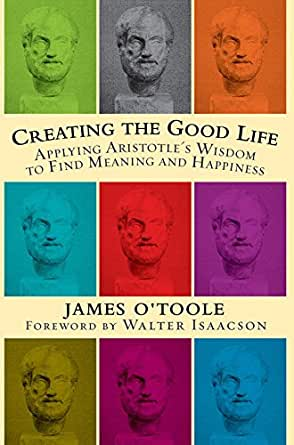 CREATING THE GOOD LIFE
APPLYING ARISTOTLE'S WISDOM
TO FIND MEANING AND HAPPINESS
JAMES O'TOOLE
FOREWORD BY WALTER ISAACSON